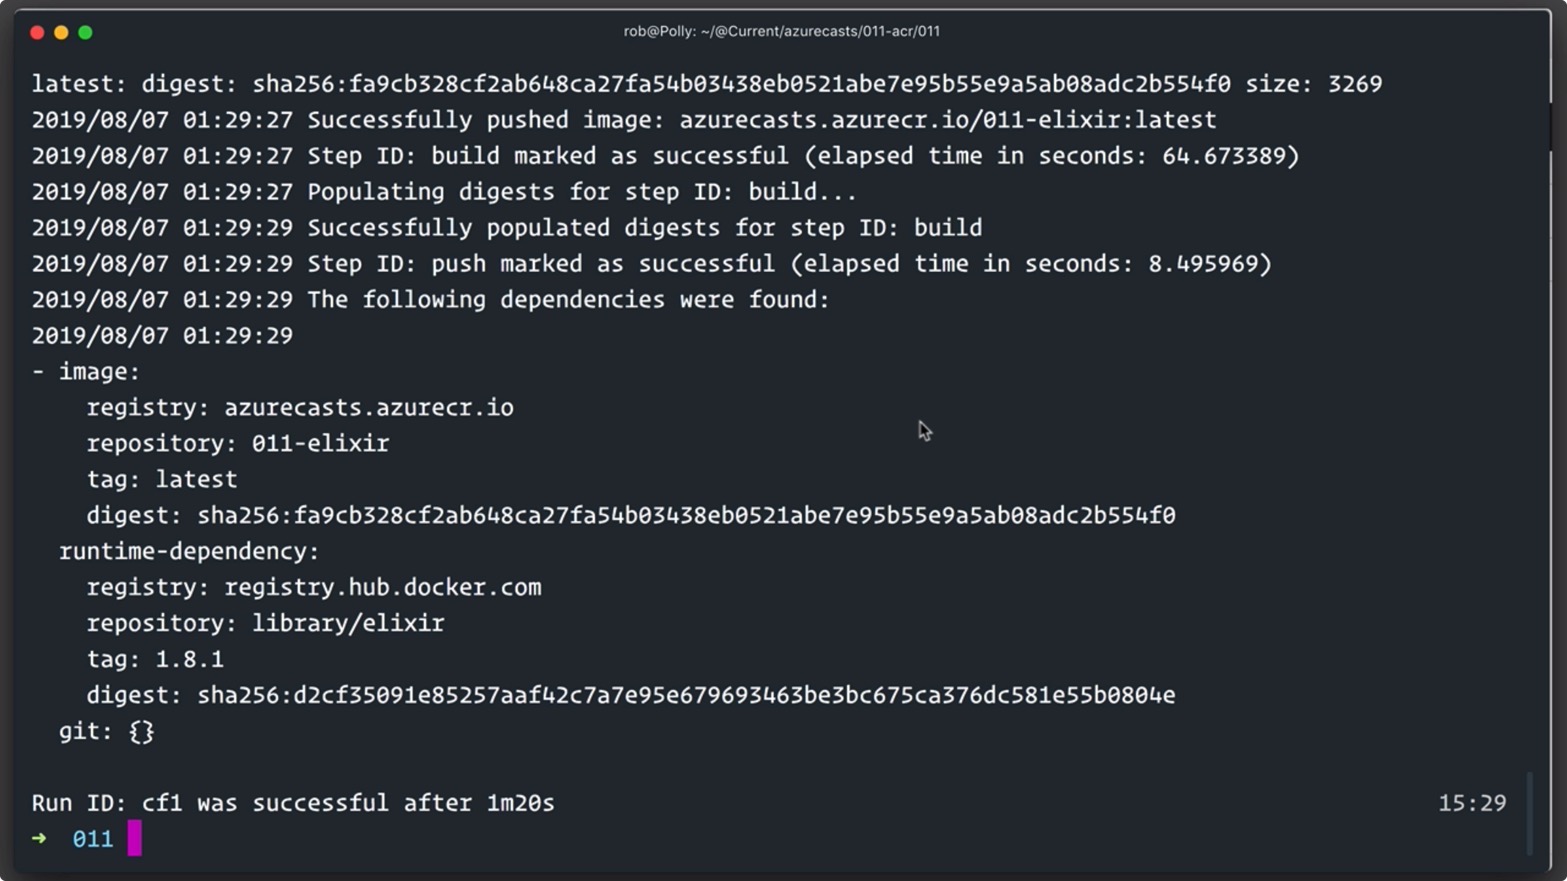 rob@Polly: ~/@Current/azurecasts/011-acr/011
latest: digest: sha256:fa9cb328cf2ab648ca27fa54b03438eb0521abe7e95b55e9a5ab08adc2b554f0 size: 3269
2019/08/07 01:29:27 Successfully pushed image: azurecasts.azurecr.io/011-elixir:latest
2019/08/07 01:29:27 Step ID: build marked as successful (elapsed time in seconds: 64.673389)
2019/08/07 01:29:27 Populating digests for step ID: build...
2019/08/07 01:29:29 Successfully populated digests for step ID: build
2019/08/07 01:29:29 Step ID: push marked as successful (elapsed time in seconds: 8.495969)
2019/08/07 01:29:29 The following dependencies were found:
2019/08/07 01:29:29
- image:
    registry: azurecasts.azurecr.io
    repository: 011-elixir
    tag: latest
    digest: sha256:fa9cb328cf2ab648ca27fa54b03438eb0521abe7e95b55e9a5ab08adc2b554f0
  runtime-dependency:
    registry: registry.hub.docker.com
    repository: library/elixir
    tag: 1.8.1
    digest: sha256:d2cf35091e85257aaf42c7a7e95e679693463be3bc675ca376dc581e55b0804e
  git: {}
Run ID: cf1 was successful after 1m20s 15:29
➜ 011